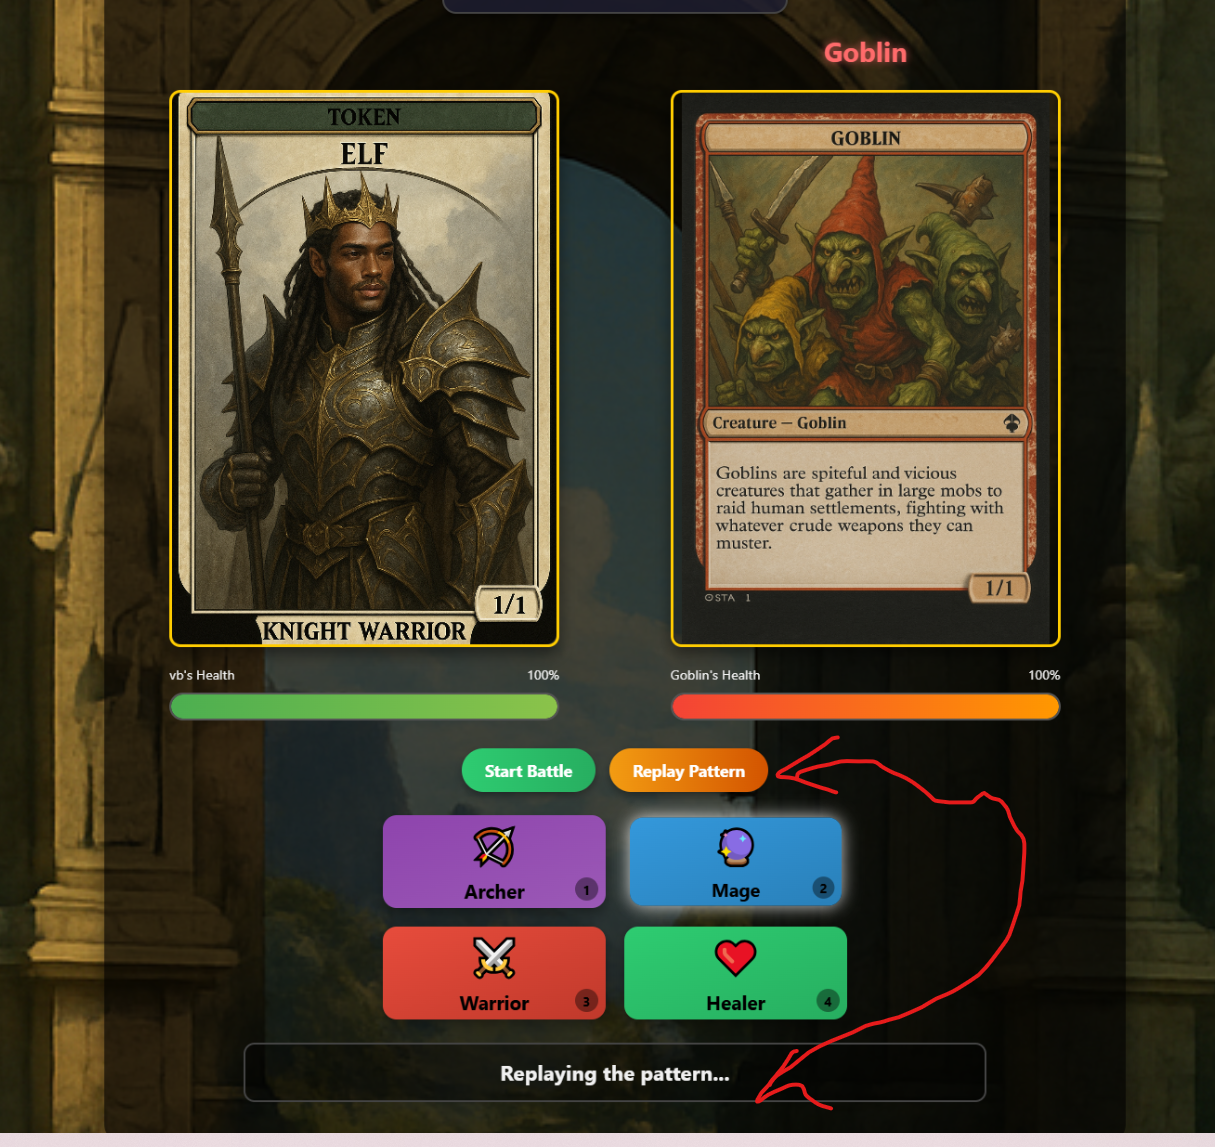 Goblin
TOKEN
ELF
1/1
KNIGHT WARRIOR
GOBLIN
Creature — Goblin
Goblins are spiteful and vicious
creatures that gather in large mobs to
raid human settlements, fighting with
whatever crude weapons they can
muster.
1/1
STA 1
vb's Health 100%
Goblin's Health 100%
Start Battle
Replay Pattern
Archer 1
Mage 2
Warrior 3
Healer 4
Replaying the pattern...